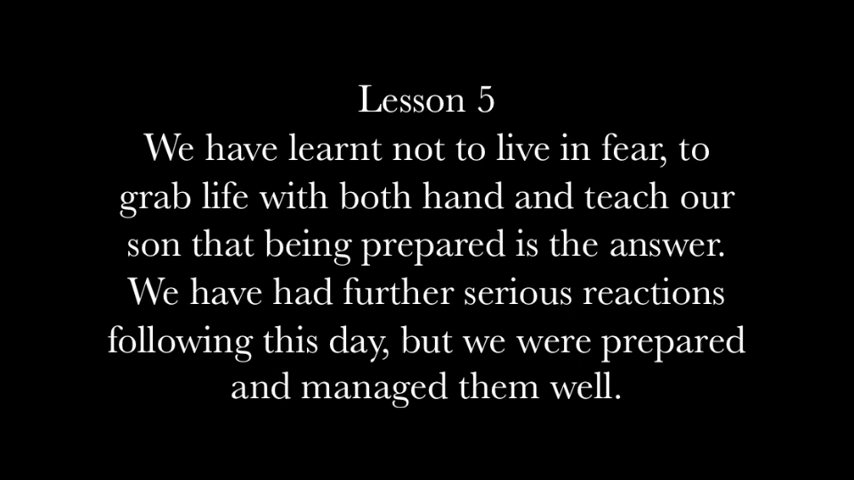 Lesson 5
We have learnt not to live in fear, to
grab life with both hand and teach our
son that being prepared is the answer.
We have had further serious reactions
following this day, but we were prepared
and managed them well.